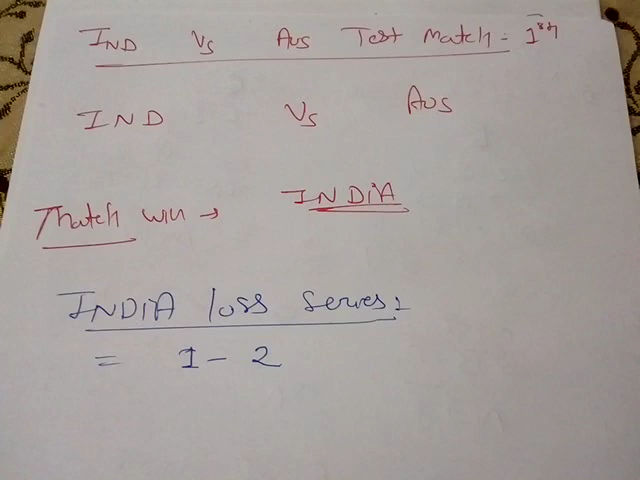 IND Vs Aus Test Match = 1st
IND Vs Aus
Match win →  INDIA
INDIA loss series:
= 1 - 2